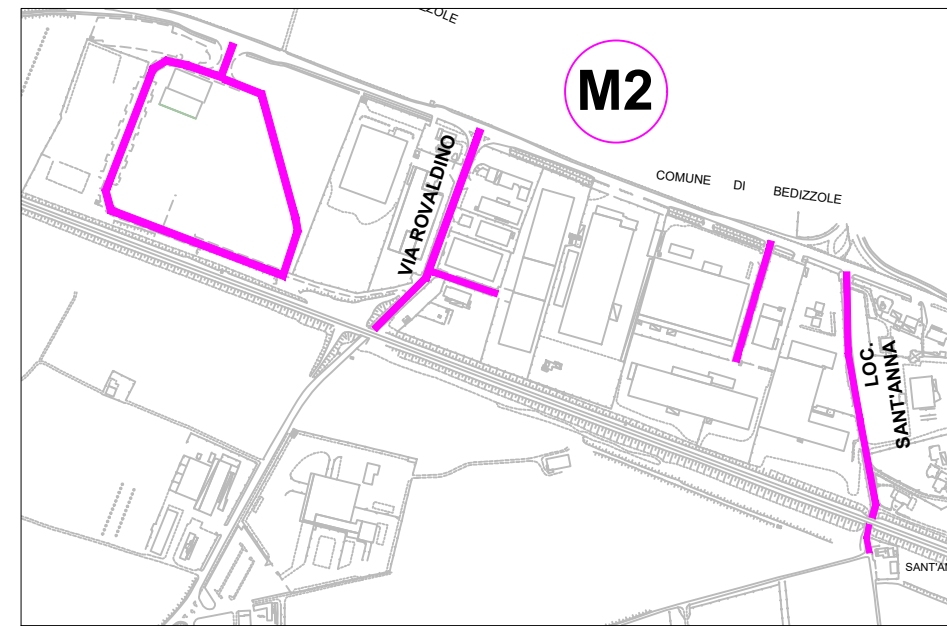 M2
COMUNE DI BEDIZZOLE
VIA ROVALDINO
LOC.
SANT'ANNA